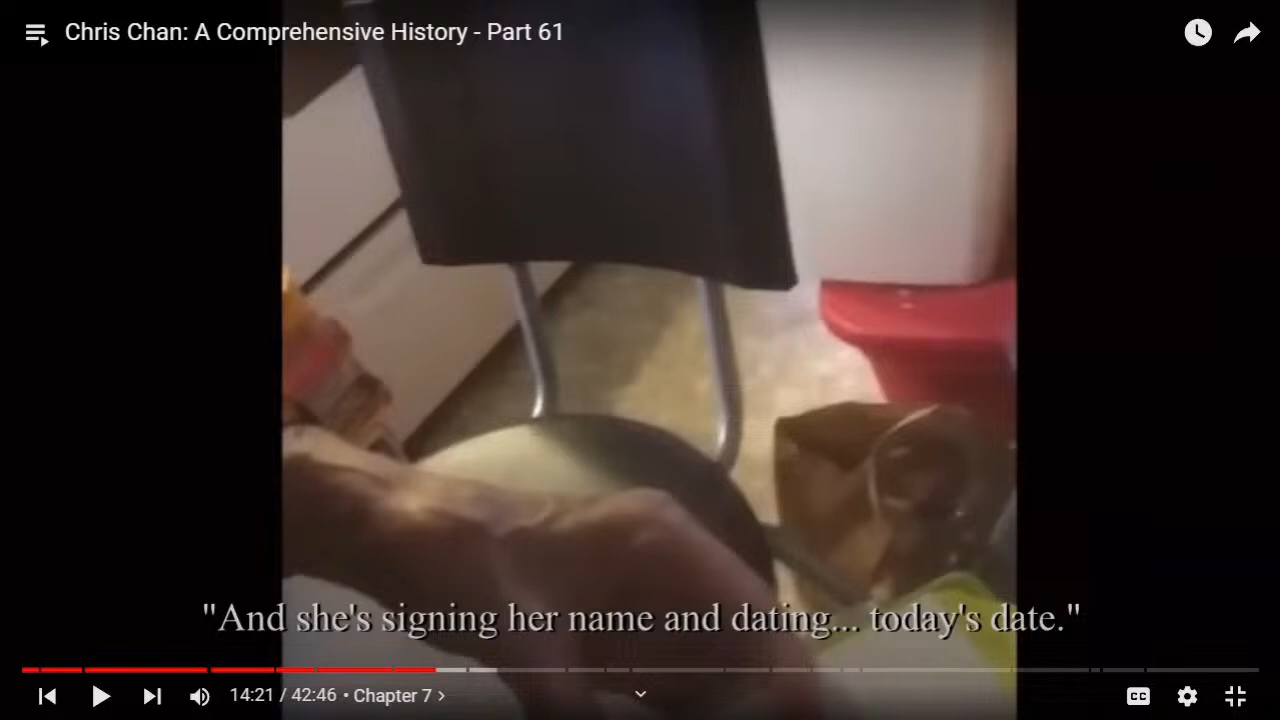 Chris Chan: A Comprehensive History - Part 61
"And she's signing her name and dating... today's date."
14:21 / 42:46 • Chapter 7 ›
CC